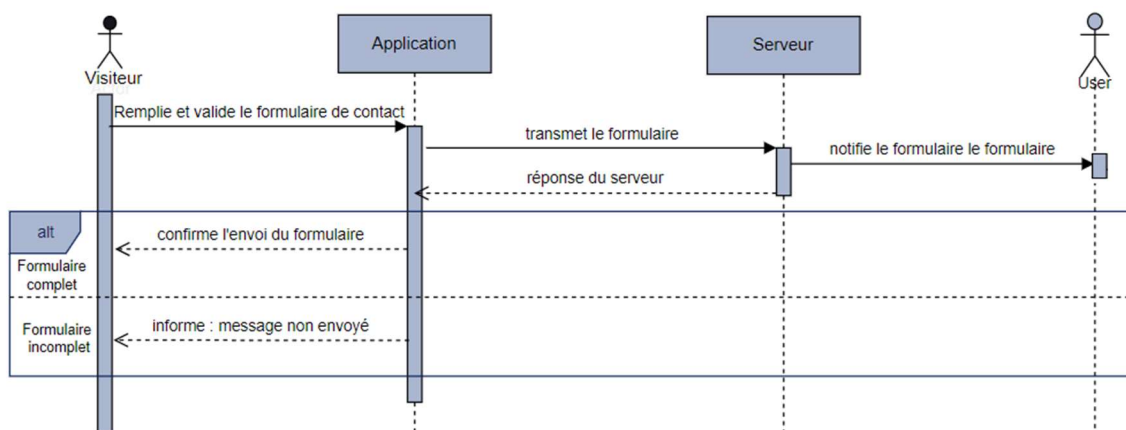 Visiteur
Application
Serveur
User
Remplie et valide le formulaire de contact
transmet le formulaire
notifie le formulaire le formulaire
réponse du serveur
alt
confirme l'envoi du formulaire
Formulaire
complet
Formulaire
incomplet
informe : message non envoyé